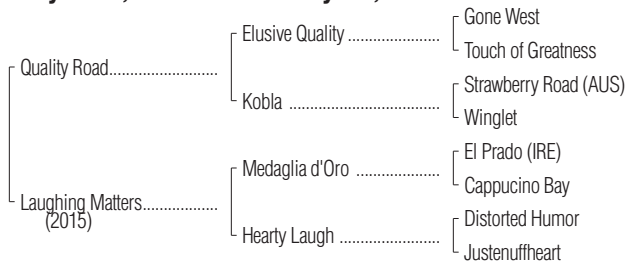 Gone West
Elusive Quality ....................
Touch of Greatness
Quality Road........................
Strawberry Road (AUS)
Kobla .................................
Winglet
El Prado (IRE)
Medaglia d'Oro ..................
Cappucino Bay
Laughing Matters.................
(2015)
Distorted Humor
Hearty Laugh ......................
Justenuffheart